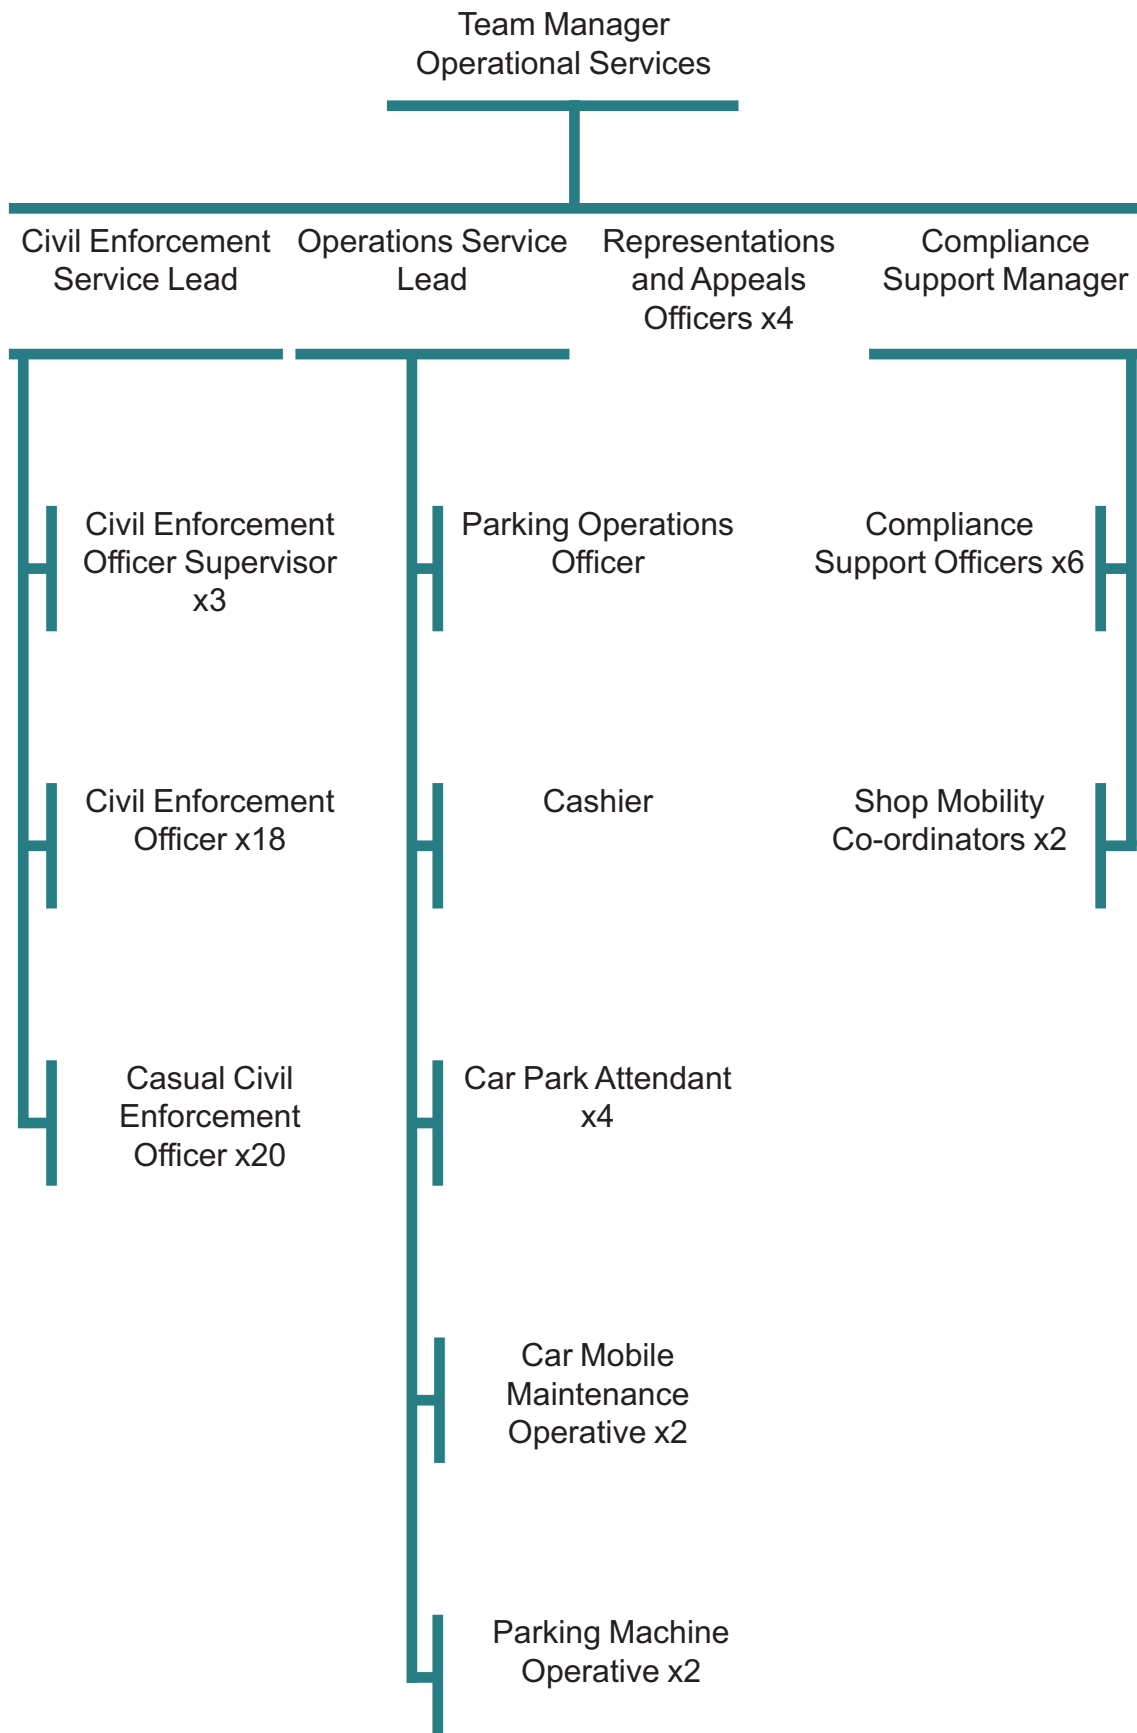 Team Manager
Operational Services
Civil Enforcement
Service Lead
Operations Service
Lead
Representations
and Appeals
Officers x4
Compliance
Support Manager
Civil Enforcement
Officer Supervisor
x3
Civil Enforcement
Officer x18
Casual Civil
Enforcement
Officer x20
Parking Operations
Officer
Cashier
Car Park Attendant
x4
Car Mobile
Maintenance
Operative x2
Parking Machine
Operative x2
Compliance
Support Officers x6
Shop Mobility
Co-ordinators x2